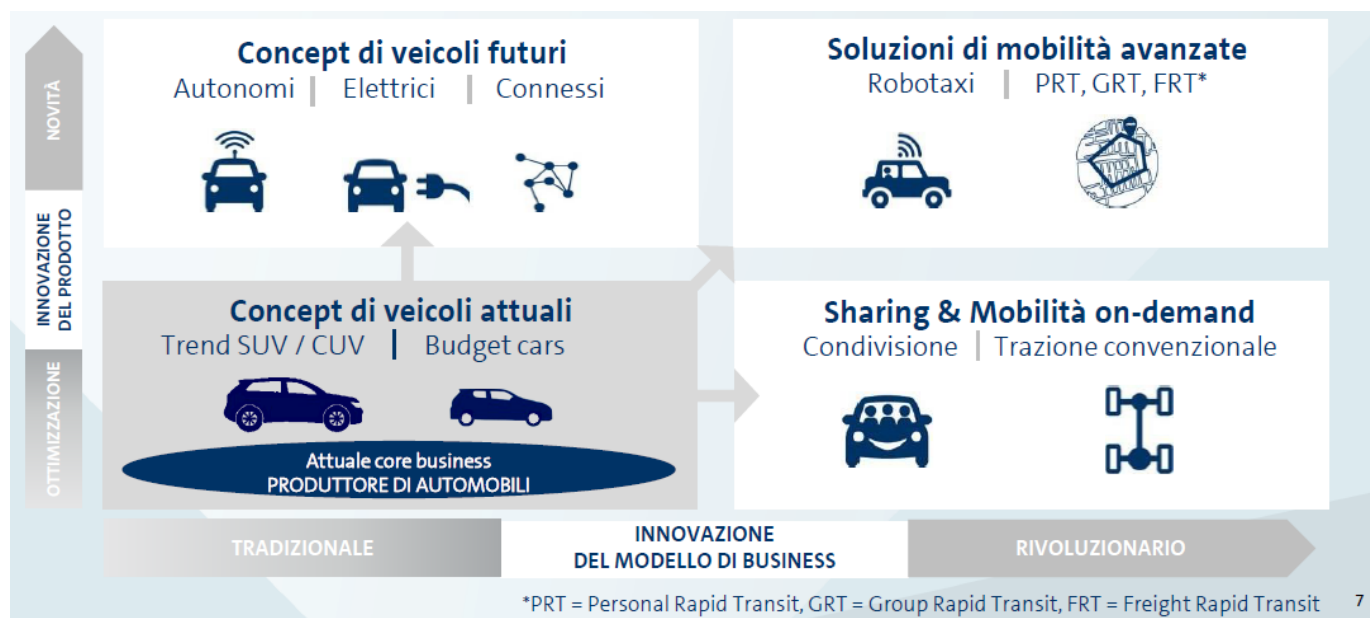 NOVITÀ
INNOVAZIONE
DEL PRODOTTO
OTTIMIZZAZIONE
Concept di veicoli futuri
Autonomi | Elettrici | Connessi
Soluzioni di mobilità avanzate
Robotaxi | PRT, GRT, FRT*
Concept di veicoli attuali
Trend SUV / CUV | Budget cars
Attuale core business
PRODUTTORE DI AUTOMOBILI
Sharing & Mobilità on-demand
Condivisione | Trazione convenzionale
TRADIZIONALE
INNOVAZIONE
DEL MODELLO DI BUSINESS
RIVOLUZIONARIO
*PRT = Personal Rapid Transit, GRT = Group Rapid Transit, FRT = Freight Rapid Transit
7